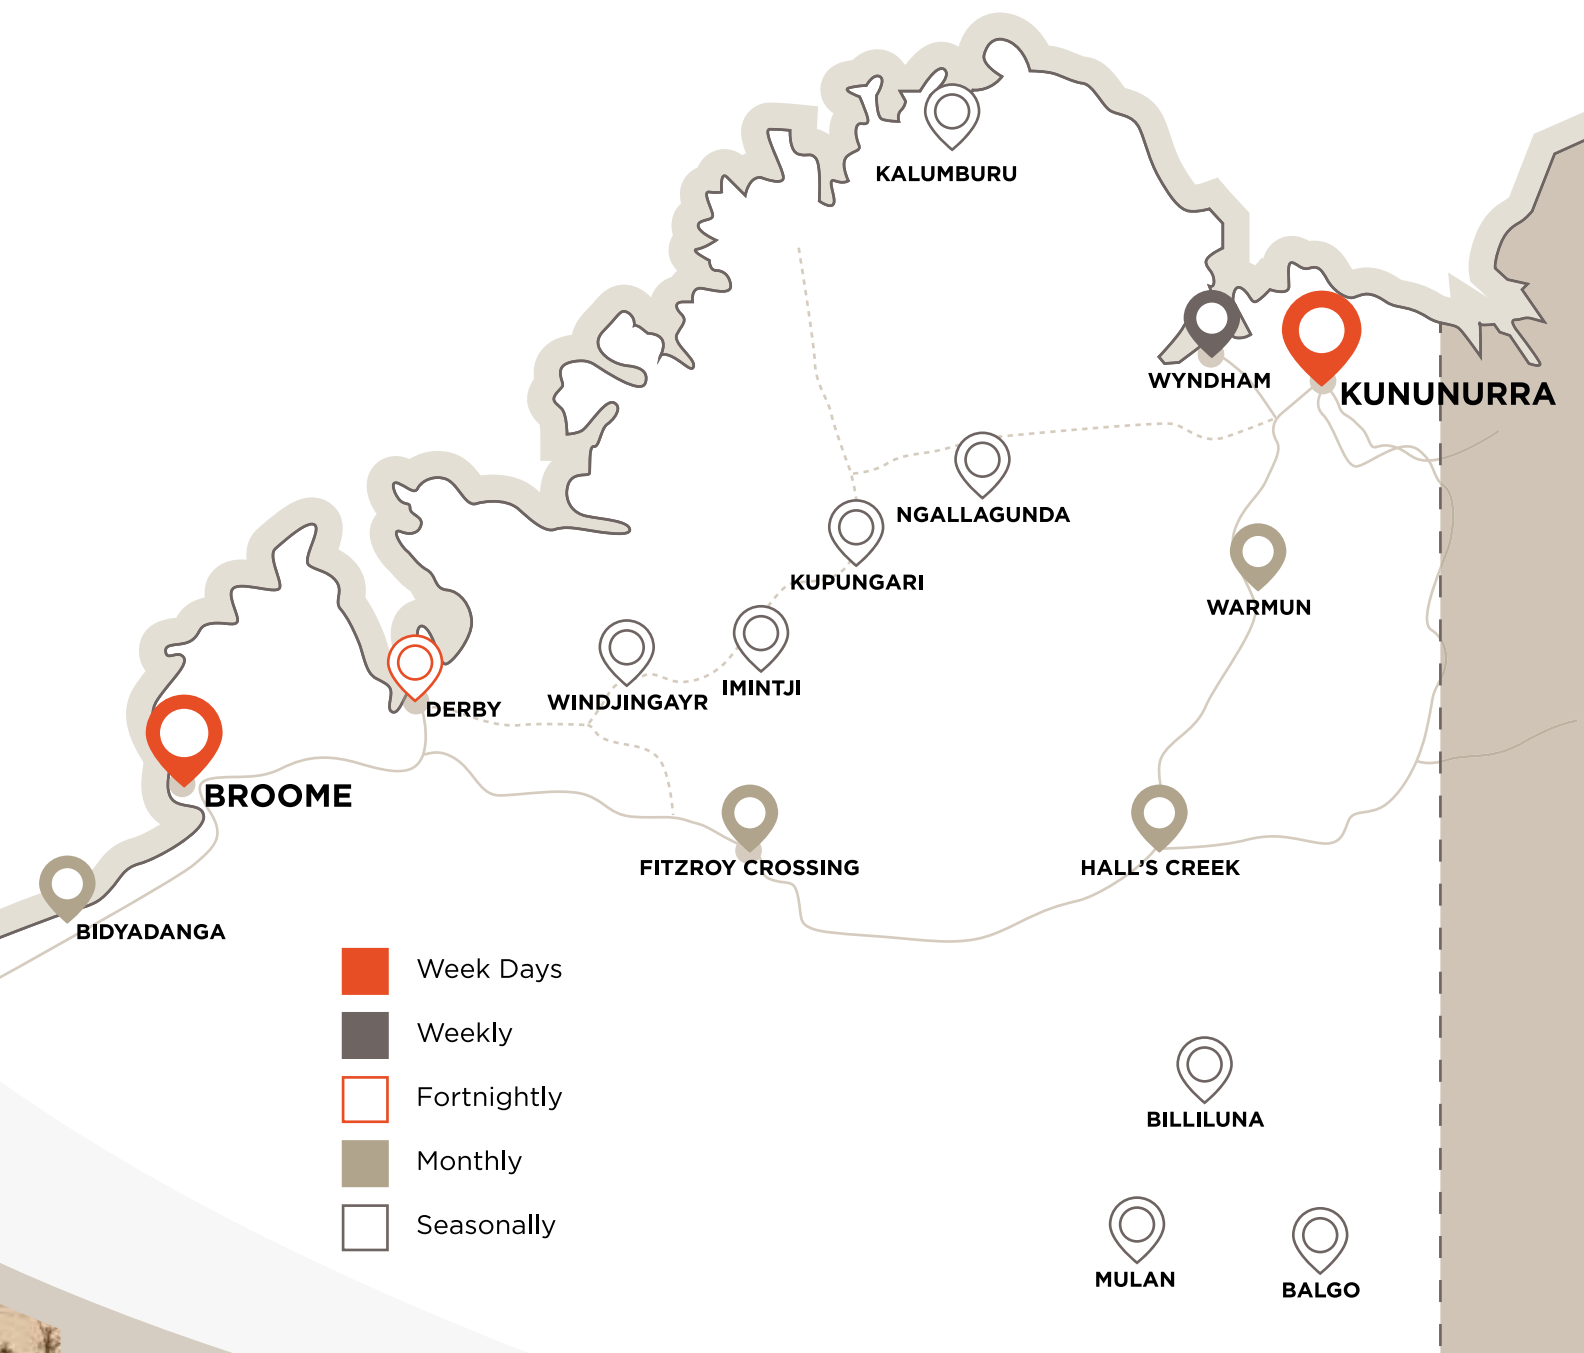 KALUMBURU
WYNDHAM
KUNUNURRA
NGALLAGUNDA
KUPUNGARI
WARMUN
WINDJINGAYR
IMINTJI
DERBY
BROOME
FITZROY CROSSING
HALL'S CREEK
BIDYADANGA
Week Days
Weekly
Fortnightly
Monthly
Seasonally
BILLILUNA
MULAN
BALGO